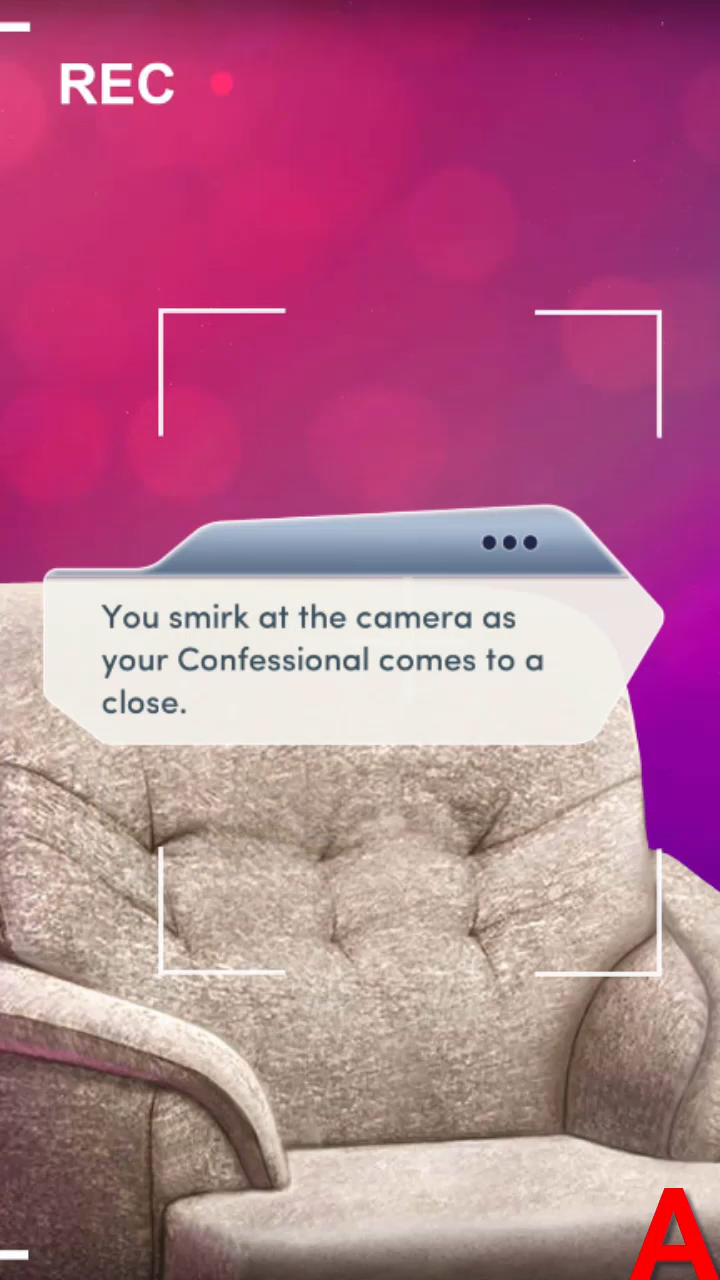 REC
You smirk at the camera as
your Confessional comes to a
close.
A